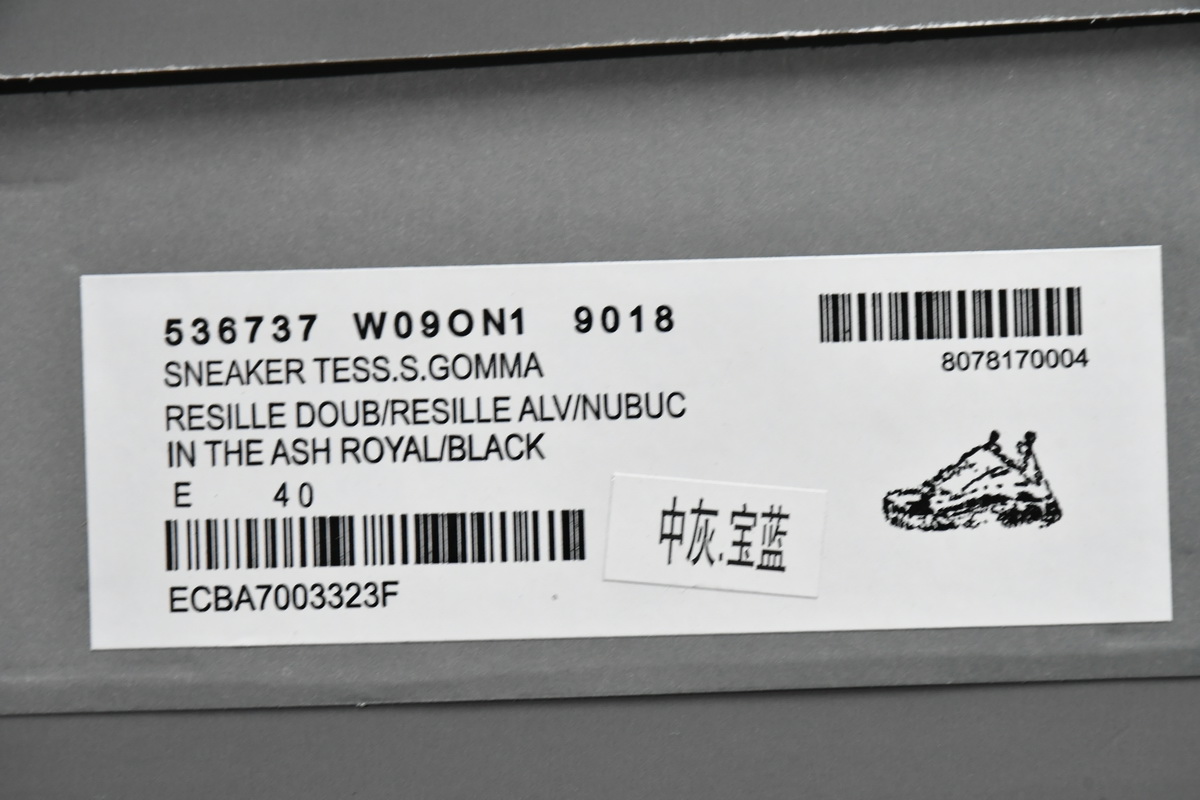 536737 W09ON1 9018
SNEAKER TESS.S.GOMMA
RESILLE DOUB/RESILLE ALV/NUBUC
IN THE ASH ROYAL/BLACK
E 40
ECBA7003323F
8078170004
中灰.宝蓝